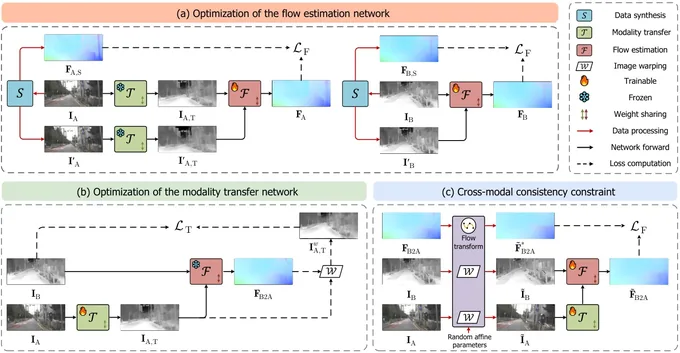 (a) Optimization of the flow estimation network
S
F_A,S
L_F
I_A
T
I_A,T
F
F_A
I′_A
T
I′_A,T
S
F_B,S
L_F
I_B
F
F_B
I′_B
S Data synthesis
T Modality transfer
F Flow estimation
W Image warping
Trainable
Frozen
Weight sharing
Data processing
Network forward
Loss computation
(b) Optimization of the modality transfer network
L_T
I^w_A,T
I_B
F
F_B2A
W
I_A
T
I_A,T
(c) Cross-modal consistency constraint
F_B2A
Flow
transform
F̃*_B2A
L_F
I_B
W
Ĩ_B
F
F̃_B2A
I_A
W
Ĩ_A
T
Random affine
parameters